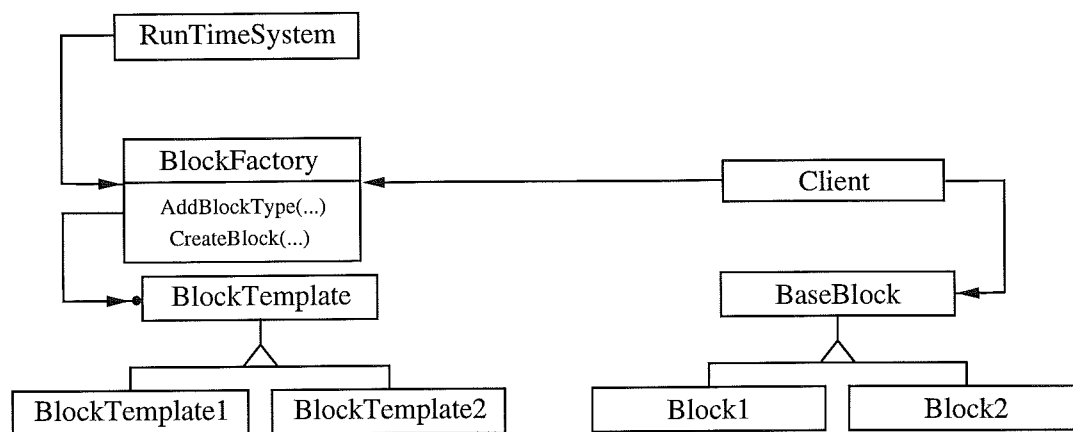 RunTimeSystem
BlockFactory
AddBlockType(...)
CreateBlock(...)
Client
BlockTemplate
BaseBlock
BlockTemplate1
BlockTemplate2
Block1
Block2